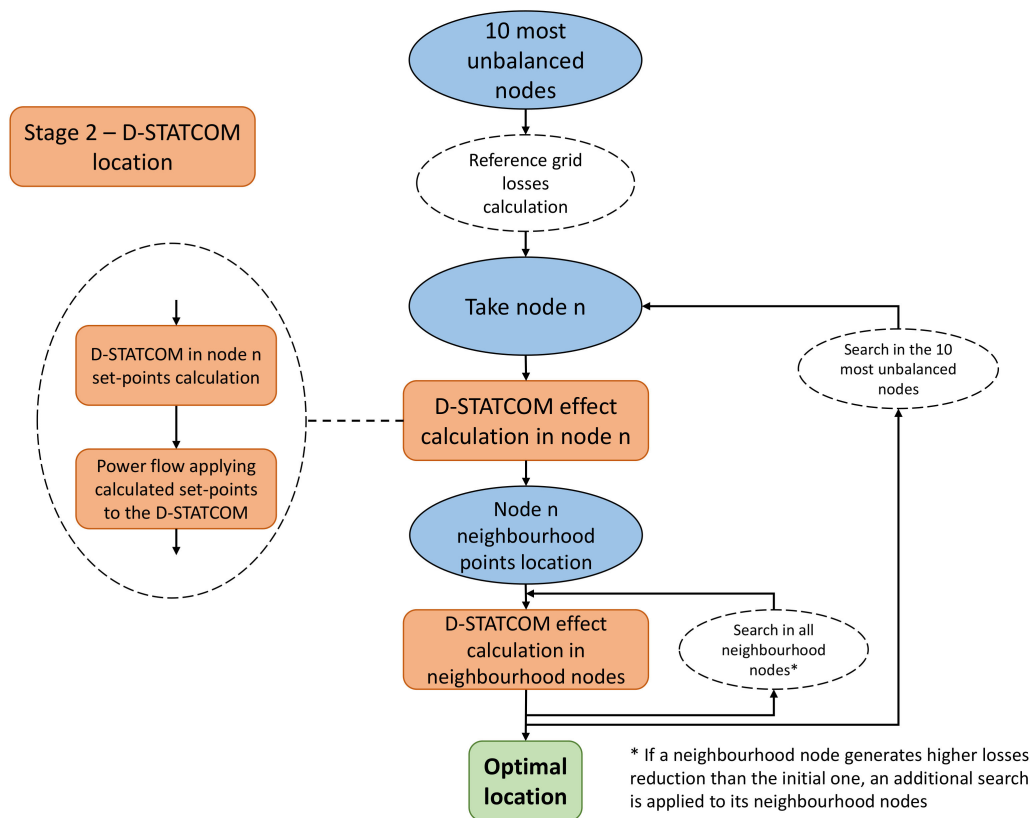 10 most
unbalanced
nodes
Stage 2 – D-STATCOM
location
Reference grid
losses
calculation
Take node n
Search in the 10
most unbalanced
nodes
D-STATCOM in node n
set-points calculation
D-STATCOM effect
calculation in node n
Power flow applying
calculated set-points
to the D-STATCOM
Node n
neighbourhood
points location
D-STATCOM effect
calculation in
neighbourhood nodes
Search in all
neighbourhood
nodes*
Optimal
location
* If a neighbourhood node generates higher losses
reduction than the initial one, an additional search
is applied to its neighbourhood nodes